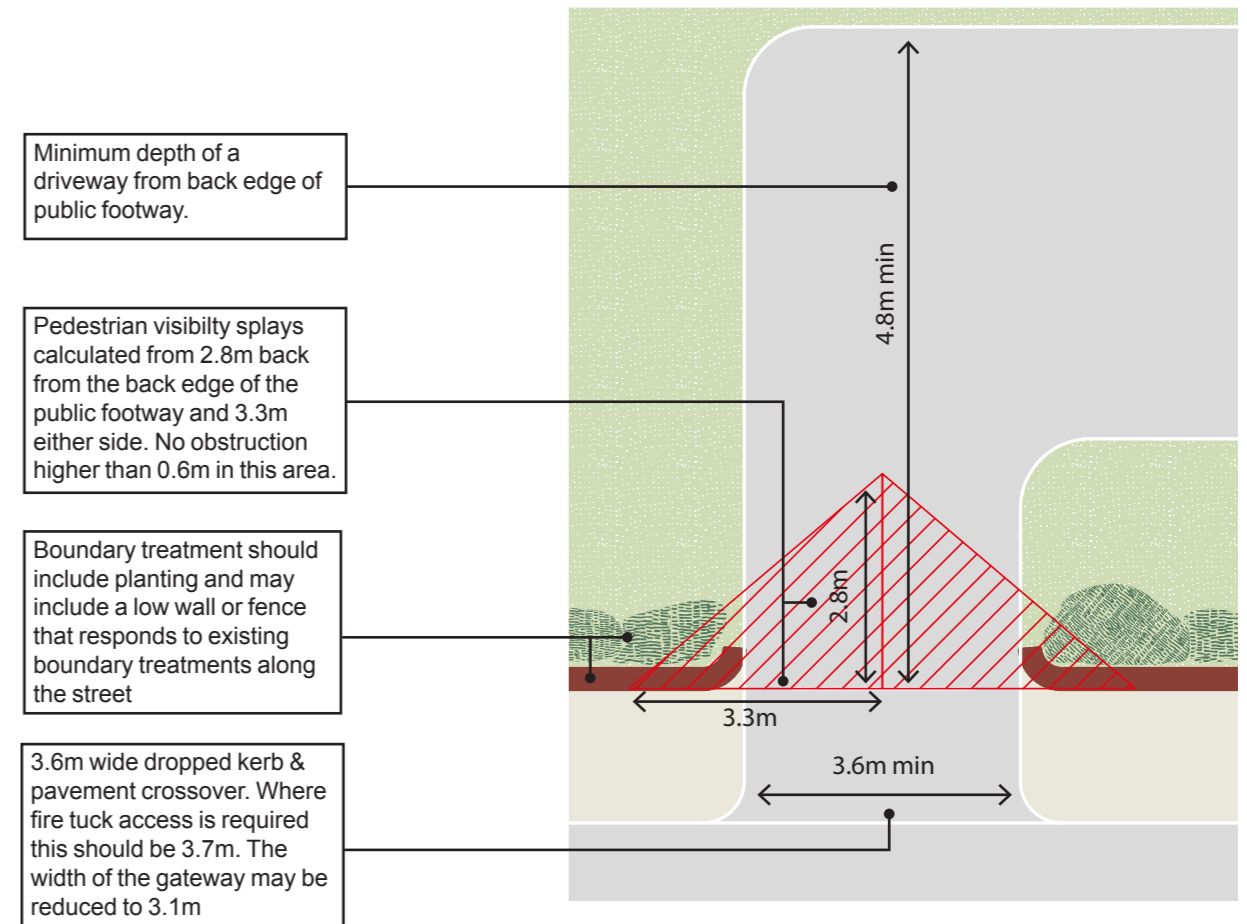 Minimum depth of a
driveway from back edge of
public footway.
Pedestrian visibilty splays
calculated from 2.8m back
from the back edge of the
public footway and 3.3m
either side. No obstruction
higher than 0.6m in this area.
Boundary treatment should
include planting and may
include a low wall or fence
that responds to existing
boundary treatments along
the street
3.6m wide dropped kerb &
pavement crossover. Where
fire tuck access is required
this should be 3.7m. The
width of the gateway may be
reduced to 3.1m
4.8m min
2.8m
3.3m
3.6m min